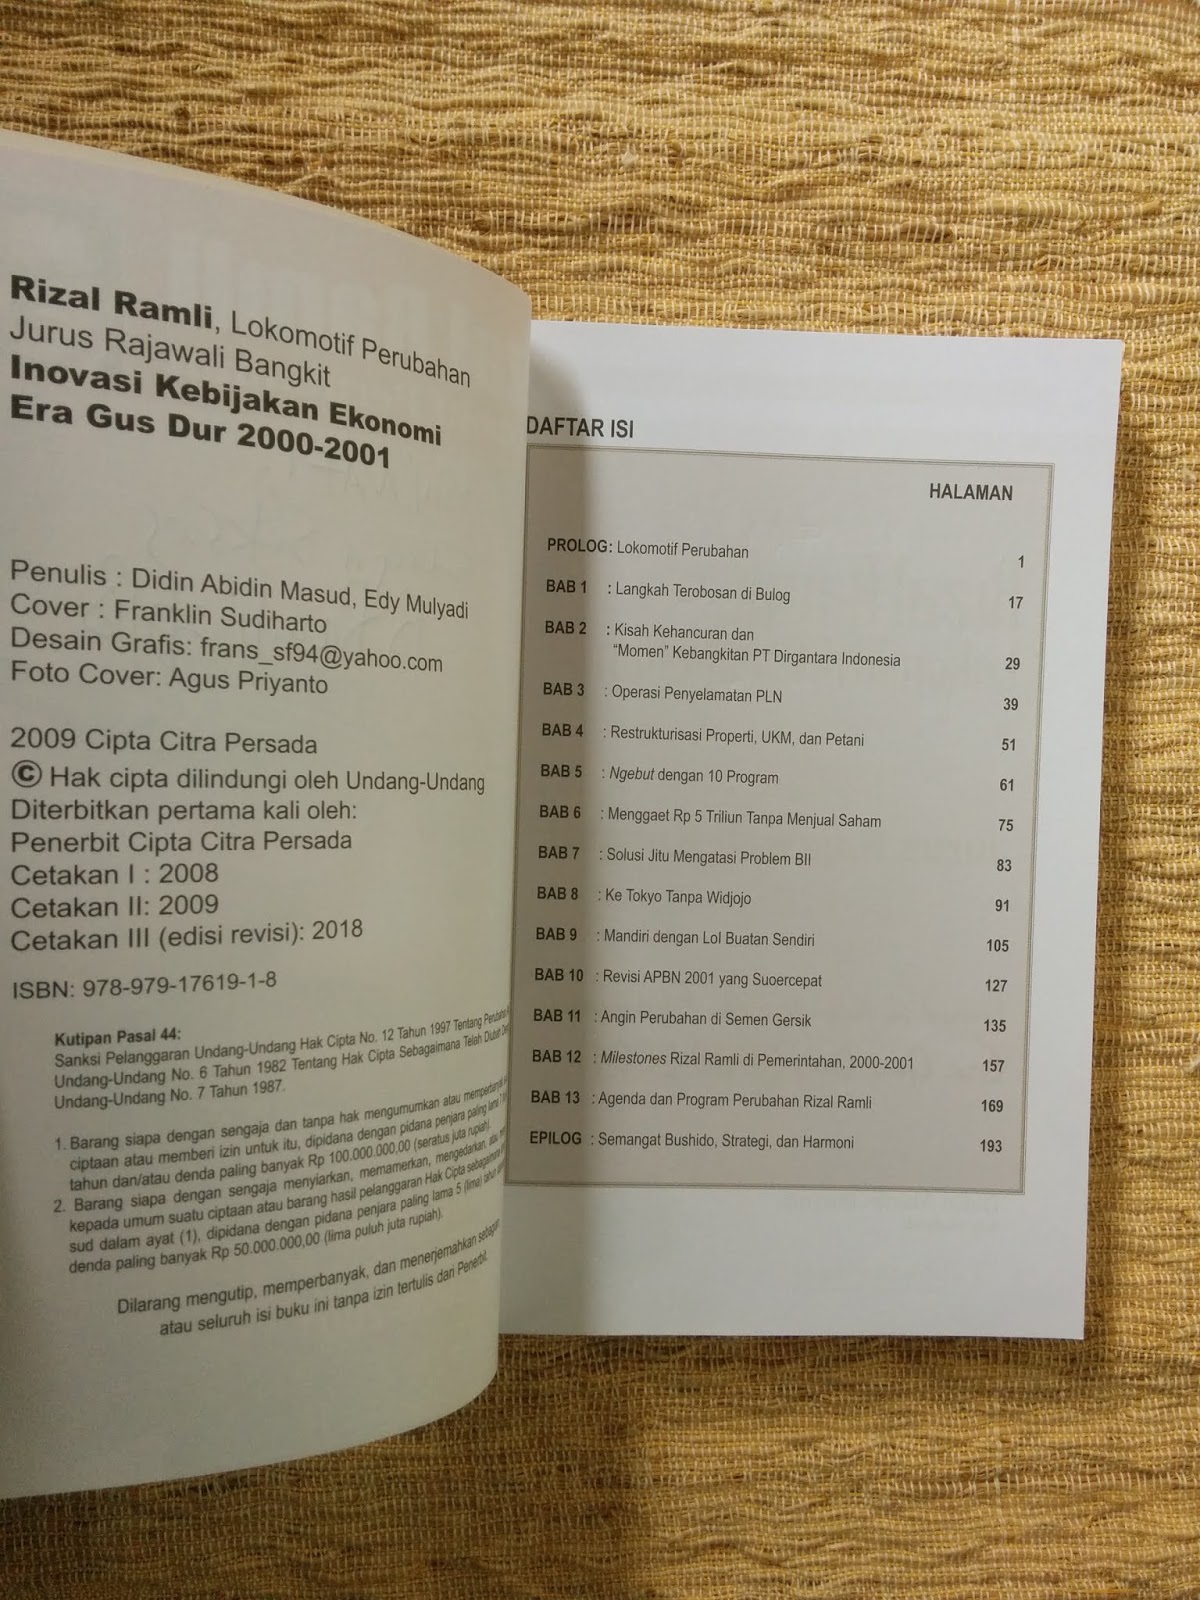 Rizal Ramli, Lokomotif Perubahan
Jurus Rajawali Bangkit
Inovasi Kebijakan Ekonomi
Era Gus Dur 2000-2001
Penulis : Didin Abidin Masud, Edy Mulyadi
Cover : Franklin Sudiharto
Desain Grafis: frans_sf94@yahoo.com
Foto Cover: Agus Priyanto
2009 Cipta Citra Persada
© Hak cipta dilindungi oleh Undang-Undang
Diterbitkan pertama kali oleh:
Penerbit Cipta Citra Persada
Cetakan I : 2008
Cetakan II: 2009
Cetakan III (edisi revisi): 2018
ISBN: 978-979-17619-1-8
Kutipan Pasal 44:
Sanksi Pelanggaran Undang-Undang Hak Cipta No. 12 Tahun 1997 Tentang
Undang-Undang No. 6 Tahun 1982 Tentang Hak Cipta Sebagaimana Telah Diubah
Undang-Undang No. 7 Tahun 1987.
1. Barang siapa dengan sengaja dan tanpa hak mengumumkan atau memperbanyak
ciptaan atau memberi izin untuk itu, dipidana dengan pidana penjara paling lama
tahun dan/atau denda paling banyak Rp 100.000.000,00 (seratus juta rupiah).
2. Barang siapa dengan sengaja menyiarkan, memamerkan, mengedarkan, atau
kepada umum suatu ciptaan atau barang hasil pelanggaran Hak Cipta sebagaimana
sud dalam ayat (1), dipidana dengan pidana penjara paling lama 5 (lima) tahun
denda paling banyak Rp 50.000.000,00 (lima puluh juta rupiah).
Dilarang mengutip, memperbanyak, dan menerjemahkan sebagian
atau seluruh isi buku ini tanpa izin tertulis dari Penerbit.
DAFTAR ISI
HALAMAN
PROLOG: Lokomotif Perubahan 1
BAB 1 : Langkah Terobosan di Bulog 17
BAB 2 : Kisah Kehancuran dan
“Momen” Kebangkitan PT Dirgantara Indonesia 29
BAB 3 : Operasi Penyelamatan PLN 39
BAB 4 : Restrukturisasi Properti, UKM, dan Petani 51
BAB 5 : Ngebut dengan 10 Program 61
BAB 6 : Menggaet Rp 5 Triliun Tanpa Menjual Saham 75
BAB 7 : Solusi Jitu Mengatasi Problem BII 83
BAB 8 : Ke Tokyo Tanpa Widjojo 91
BAB 9 : Mandiri dengan LoI Buatan Sendiri 105
BAB 10 : Revisi APBN 2001 yang Suoercepat 127
BAB 11 : Angin Perubahan di Semen Gersik 135
BAB 12 : Milestones Rizal Ramli di Pemerintahan, 2000-2001 157
BAB 13 : Agenda dan Program Perubahan Rizal Ramli 169
EPILOG : Semangat Bushido, Strategi, dan Harmoni 193